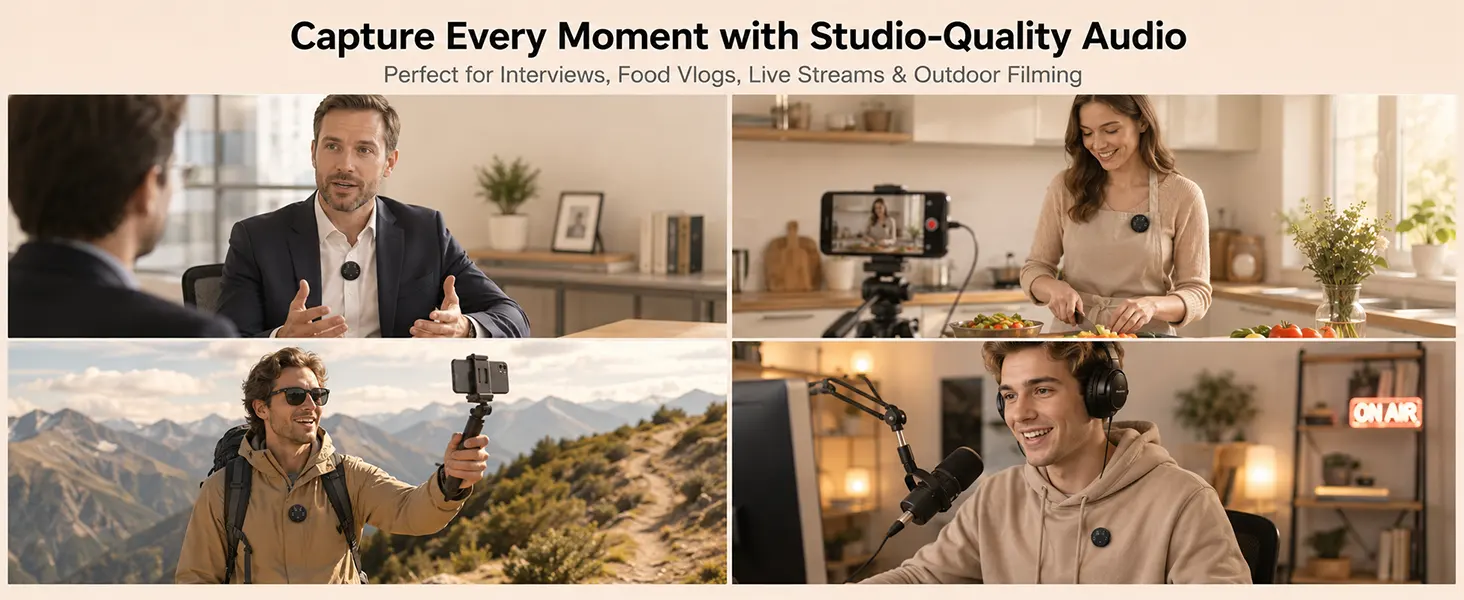 Capture Every Moment with Studio-Quality Audio
Perfect for Interviews, Food Vlogs, Live Streams & Outdoor Filming
ON AIR